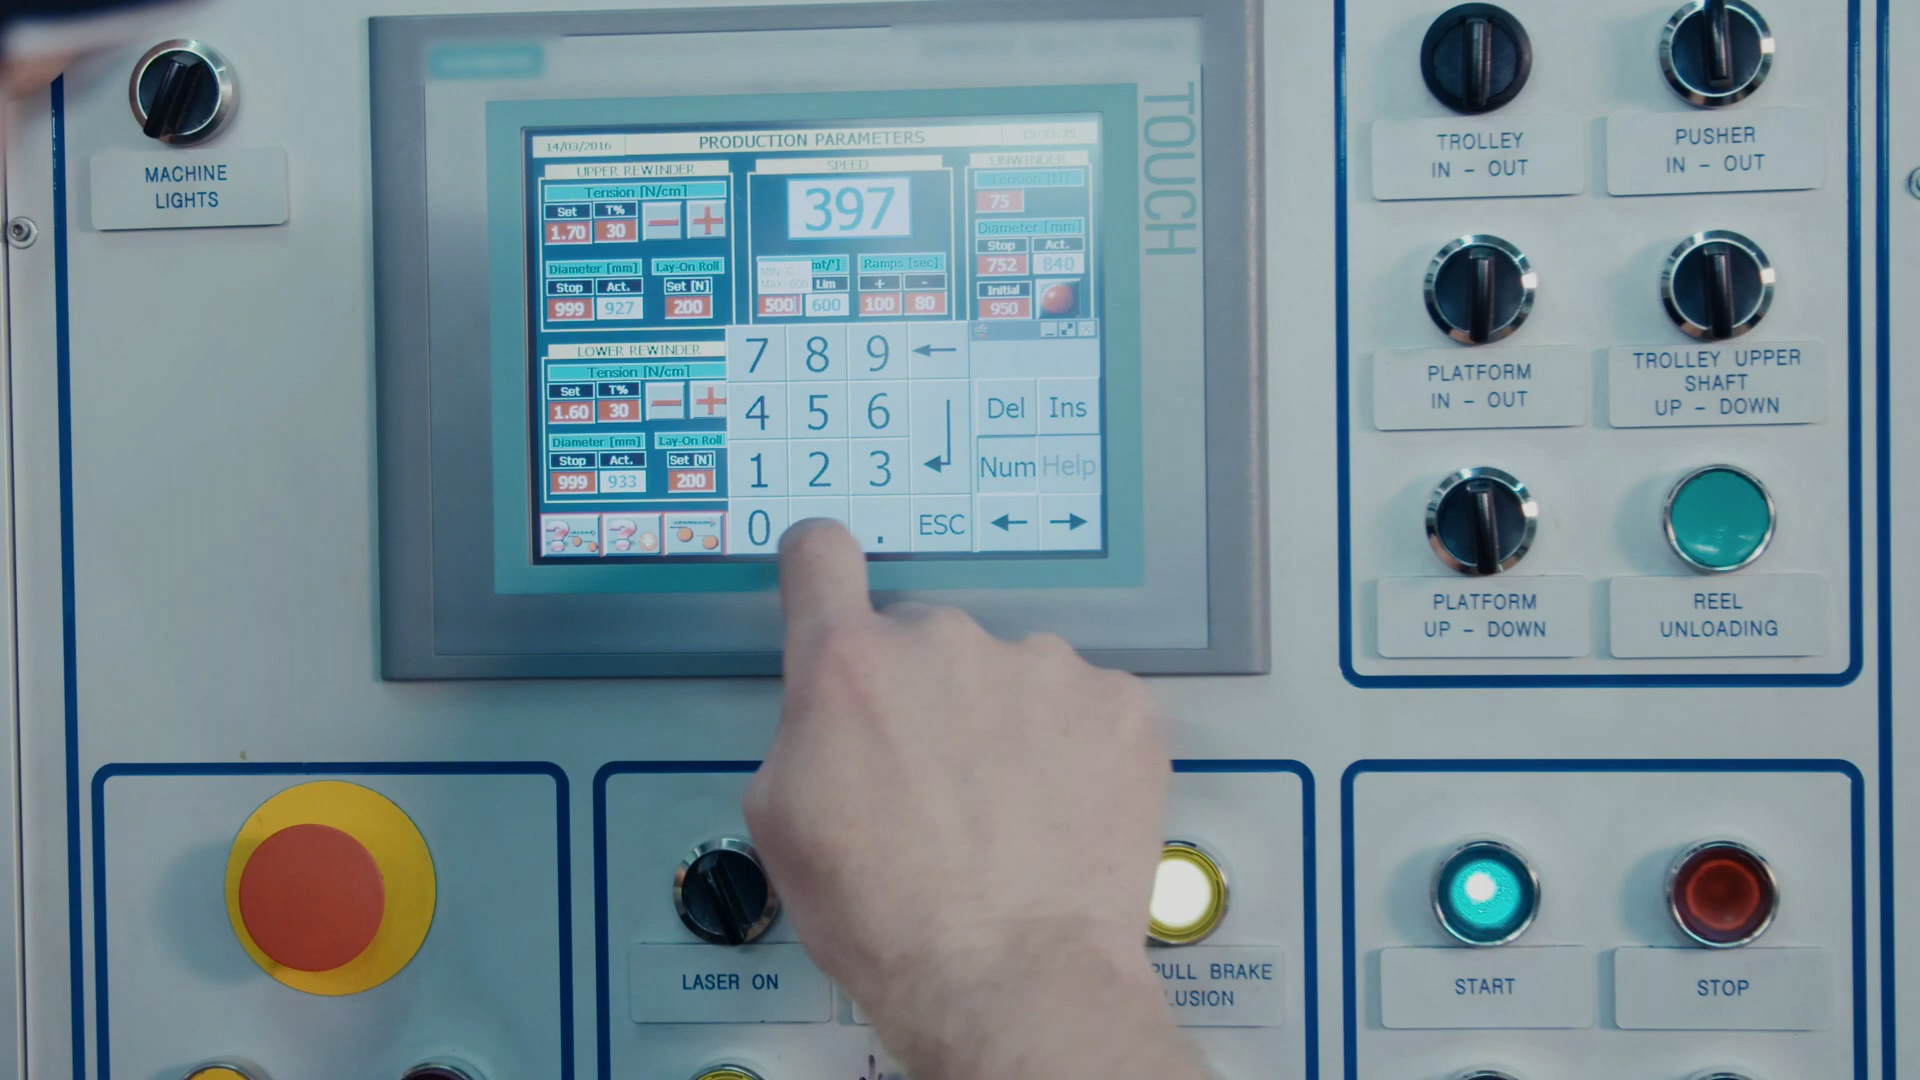 MACHINE
LIGHTS
TOUCH
14/03/2016
PRODUCTION PARAMETERS
UPPER REWINDER
Tension [N/cm]
Set
T%
1.70
30
Diameter [mm]
Lay-On Roll
Stop
Act.
Set [N]
999
927
200
SPEED
397
mt/']
Ramps [sec]
Lim
+
-
500
600
100
80
UNWINDER
Tension [N]
75
Diameter [mm]
Stop
Act.
752
840
Initial
950
LOWER REWINDER
Tension [N/cm]
Set
T%
1.60
30
Diameter [mm]
Lay-On Roll
Stop
Act.
Set [N]
999
933
200
7 8 9
4 5 6 Del Ins
1 2 3 Num Help
0 . ESC
TROLLEY
IN - OUT
PUSHER
IN - OUT
PLATFORM
IN - OUT
TROLLEY UPPER
SHAFT
UP - DOWN
PLATFORM
UP - DOWN
REEL
UNLOADING
LASER ON
PULL BRAKE
LUSION
START
STOP